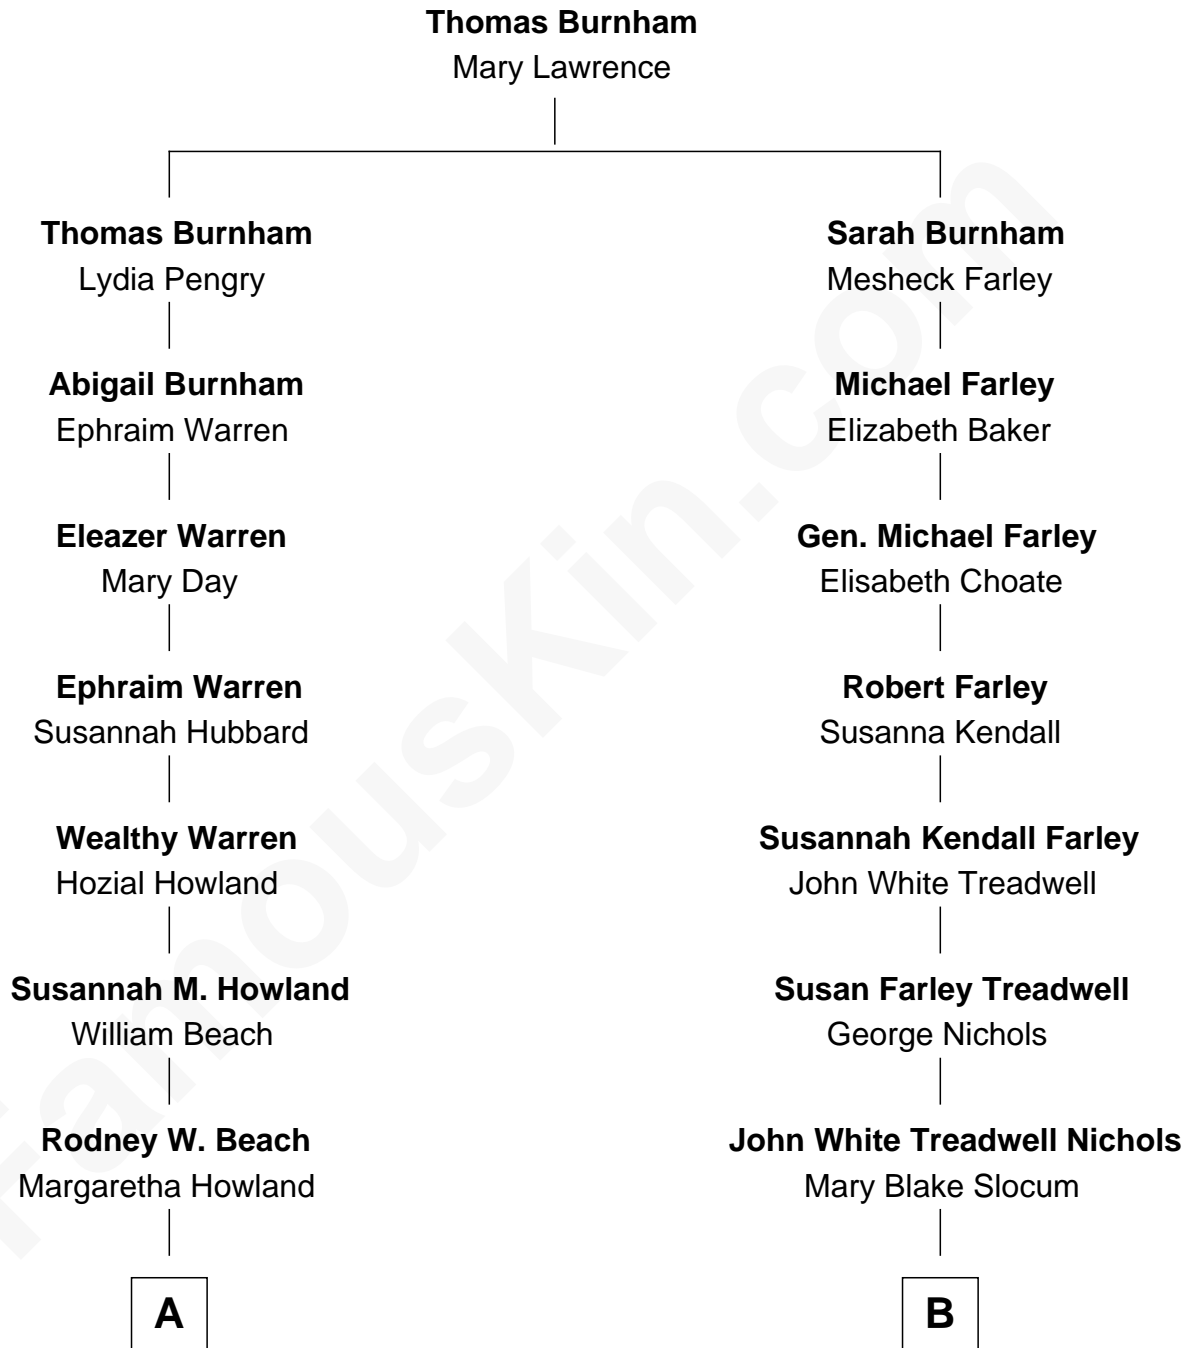 Thomas Burnham
Mary Lawrence
Thomas Burnham
Lydia Pengry
Abigail Burnham
Ephraim Warren
Eleazer Warren
Mary Day
Ephraim Warren
Susannah Hubbard
Wealthy Warren
Hozial Howland
Susannah M. Howland
William Beach
Rodney W. Beach
Margaretha Howland
A
Sarah Burnham
Mesheck Farley
Michael Farley
Elizabeth Baker
Gen. Michael Farley
Elisabeth Choate
Robert Farley
Susanna Kendall
Susannah Kendall Farley
John White Treadwell
Susan Farley Treadwell
George Nichols
John White Treadwell Nichols
Mary Blake Slocum
B
FamousKin.com